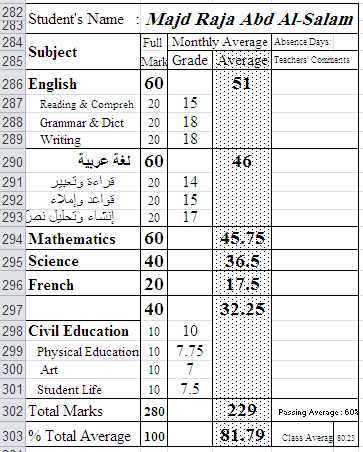 282
283 Student's Name : Majd Raja Abd Al-Salam
284 Subject Full Monthly Average Absence Days:
285 Mark Grade Average Teachers' Comments
286 English 60 51
287 Reading & Compreh 20 15
288 Grammar & Dict 20 18
289 Writing 20 18
290 لغة عربية 60 46
291 قراءة وتعبير 20 14
292 قواعد وإملاء 20 15
293 إنشاء وتحليل نصر 20 17
294 Mathematics 60 45.75
295 Science 40 36.5
296 French 20 17.5
297 40 32.25
298 Civil Education 10 10
299 Physical Education 10 7.75
300 Art 10 7
301 Student Life 10 7.5
302 Total Marks 280 229 Passing Average : 60%
303 % Total Average 100 81.79 Class Averag 80.23